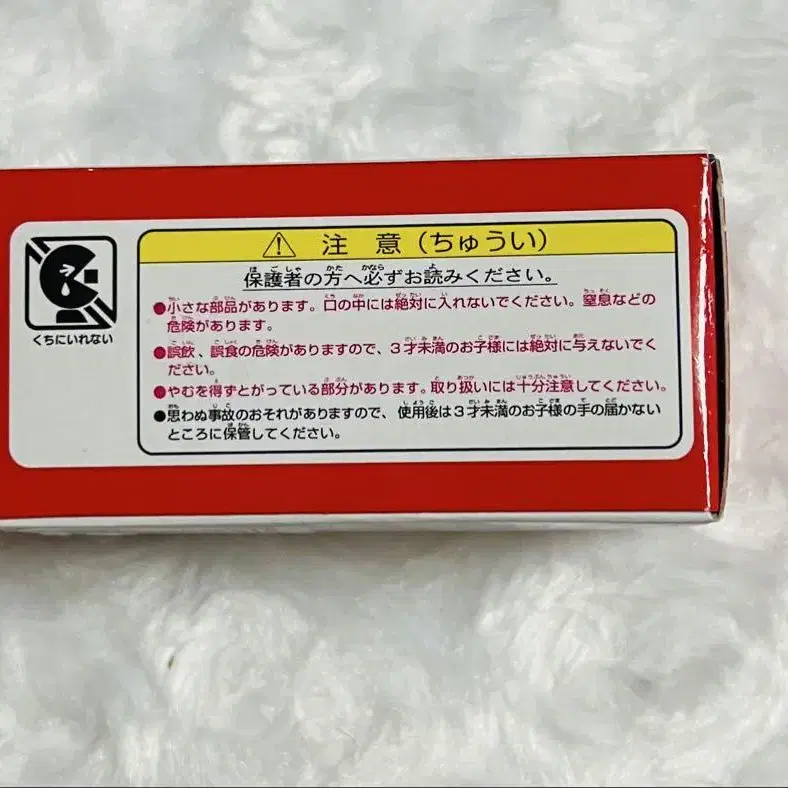 注 意（ちゅうい）
保護者の方へ必ずお読みください。
●小さな部品があります。口の中には絶対に入れないでください。窒息などの
危険があります。
●誤飲、誤食の危険がありますので、3才未満のお子様には絶対に与えないでく
ださい。
●やむを得ずとがっている部分があります。取り扱いには十分注意してください。
●思わぬ事故のおそれがありますので、使用後は3才未満のお子様の手の届かない
ところに保管してください。
くちにいれない